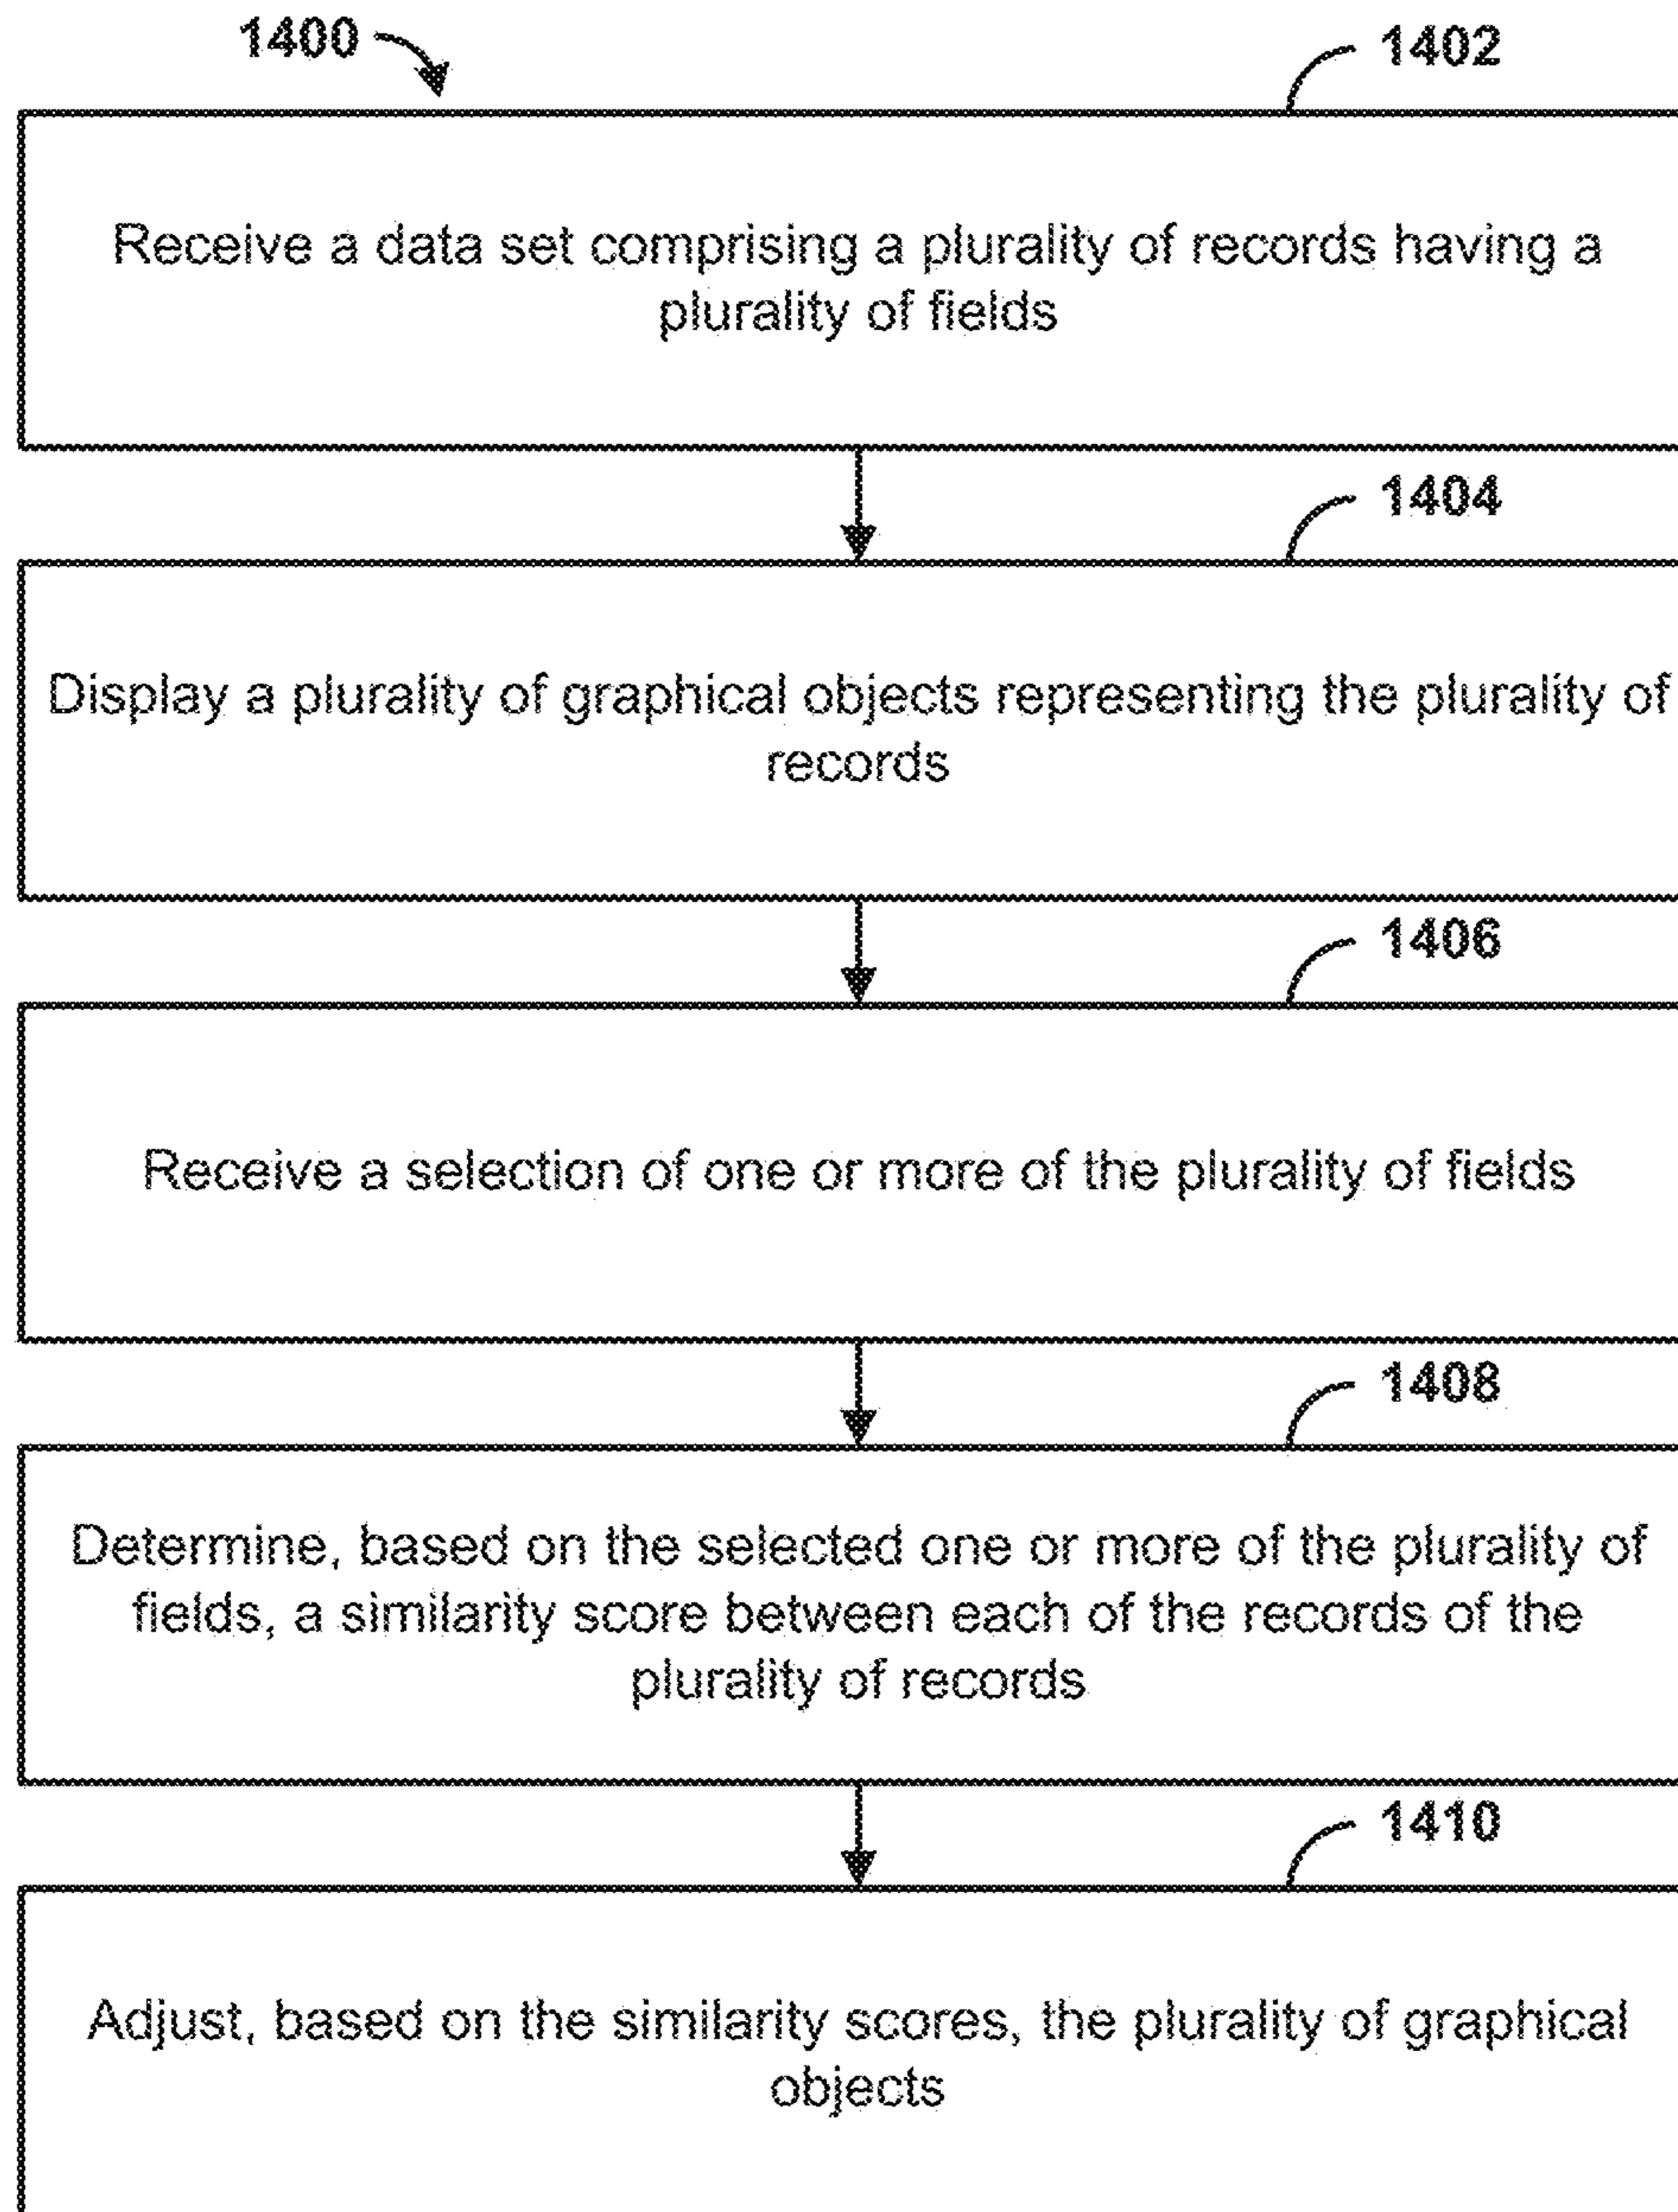 1400
1402
Receive a data set comprising a plurality of records having a
plurality of fields
1404
Display a plurality of graphical objects representing the plurality of
records
1406
Receive a selection of one or more of the plurality of fields
1408
Determine, based on the selected one or more of the plurality of
fields, a similarity score between each of the records of the
plurality of records
1410
Adjust, based on the similarity scores, the plurality of graphical
objects